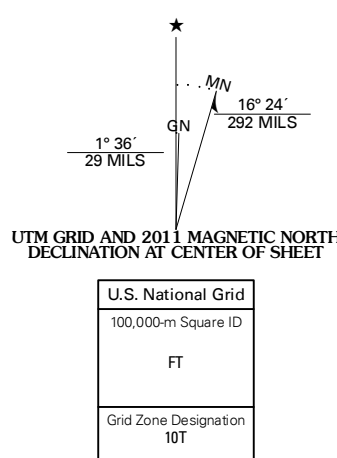 ★
MN
GN
16° 24´
292 MILS
1° 36´
29 MILS
UTM GRID AND 2011 MAGNETIC NORTH
DECLINATION AT CENTER OF SHEET
U.S. National Grid
100,000-m Square ID
FT
Grid Zone Designation
10T